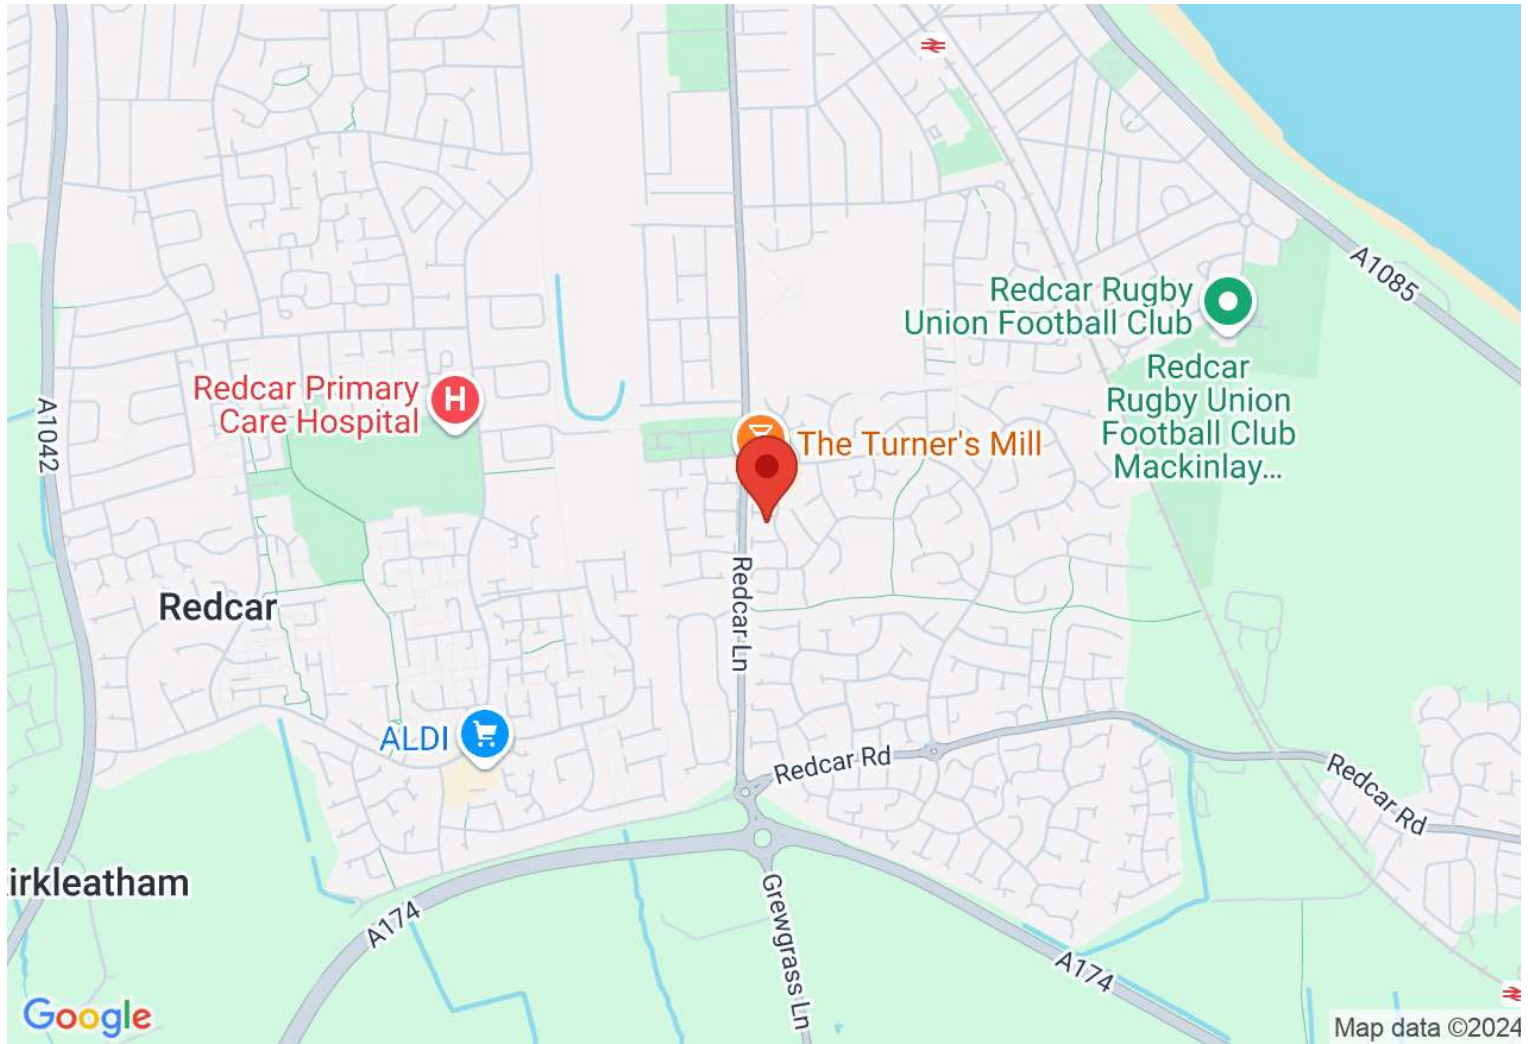 A1085
Redcar Rugby
Union Football Club
Redcar
Rugby Union
Football Club
Mackinlay...
Redcar Primary
Care Hospital
H
A1042
The Turner's Mill
Redcar Ln
Redcar
ALDI
Redcar Rd
Redcar Rd
irkleatham
A174
Grewgrass Ln
A174
Google
Map data ©2024